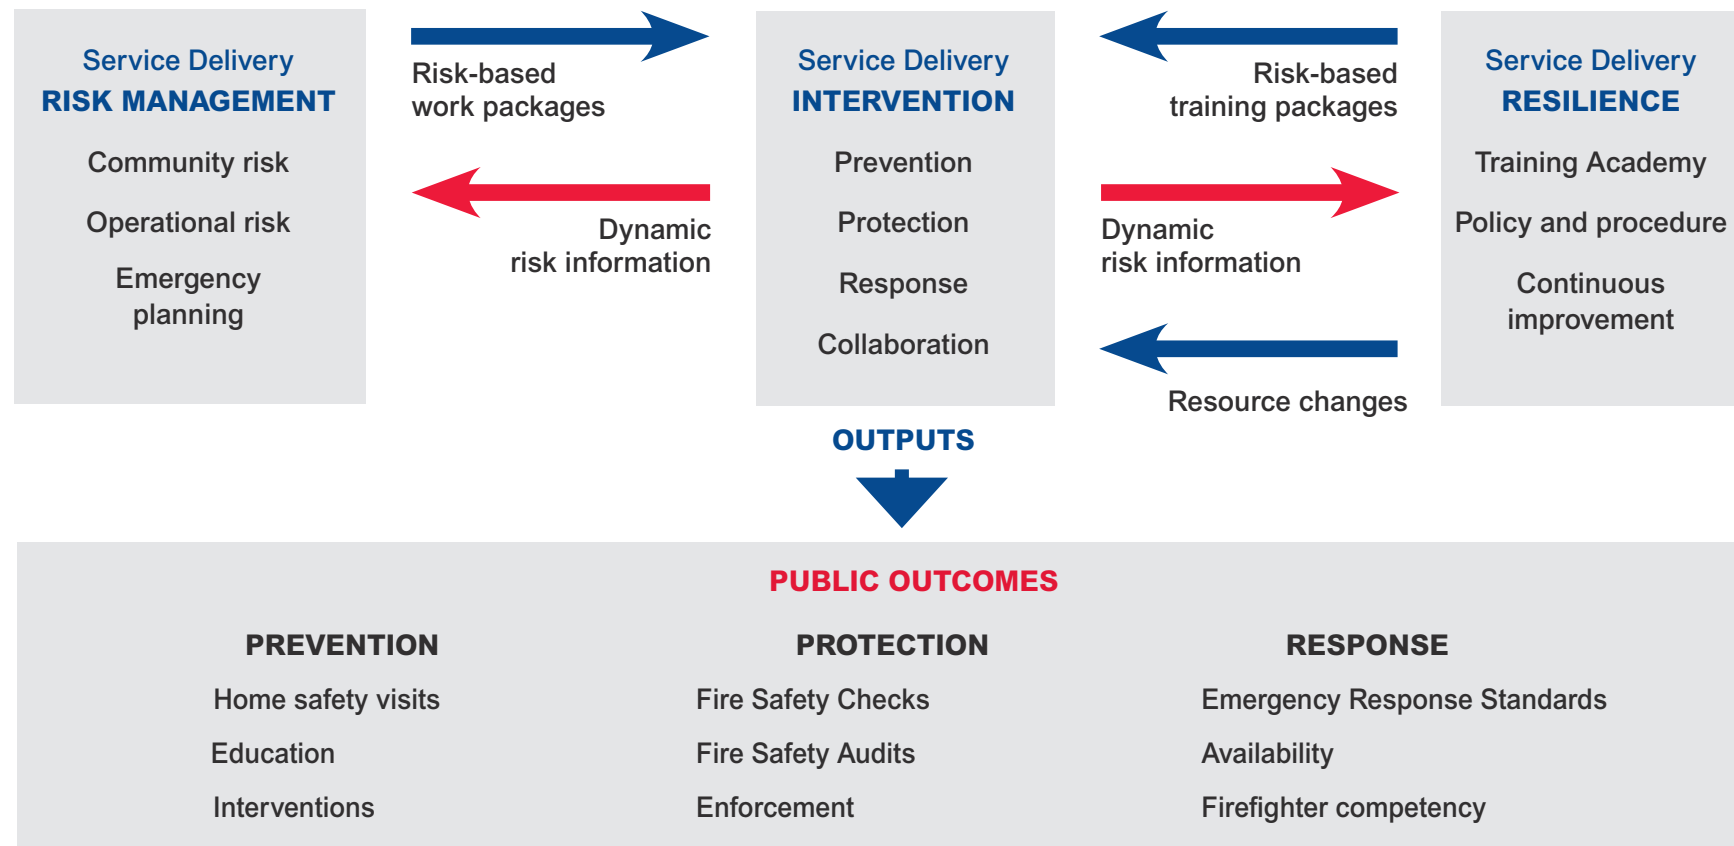 Service Delivery
RISK MANAGEMENT
Community risk
Operational risk
Emergency
planning
Risk-based
work packages
Dynamic
risk information
Service Delivery
INTERVENTION
Prevention
Protection
Response
Collaboration
Risk-based
training packages
Dynamic
risk information
Resource changes
Service Delivery
RESILIENCE
Training Academy
Policy and procedure
Continuous
improvement
OUTPUTS
PUBLIC OUTCOMES
PREVENTION
Home safety visits
Education
Interventions
PROTECTION
Fire Safety Checks
Fire Safety Audits
Enforcement
RESPONSE
Emergency Response Standards
Availability
Firefighter competency